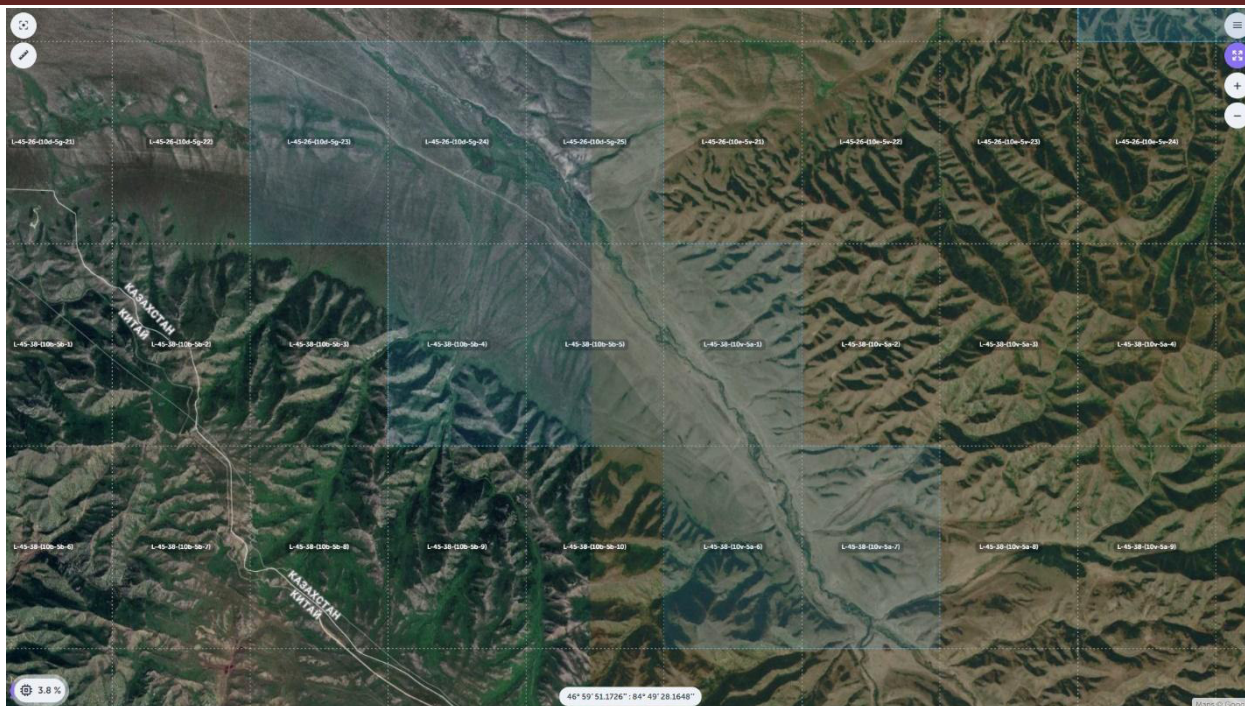 L-45-26-(10d-5g-21)
L-45-26-(10d-5g-22)
L-45-26-(10d-5g-23)
L-45-26-(10d-5g-24)
L-45-26-(10d-5g-25)
L-45-26-(10e-5v-21)
L-45-26-(10e-5v-22)
L-45-26-(10e-5v-23)
L-45-26-(10e-5v-24)
КАЗАХСТАН
КИТАЙ
L-45-38-(10b-5b-1)
L-45-38-(10b-5b-2)
L-45-38-(10b-5b-3)
L-45-38-(10b-5b-4)
L-45-38-(10b-5b-5)
L-45-38-(10v-5a-1)
L-45-38-(10v-5a-2)
L-45-38-(10v-5a-3)
L-45-38-(10v-5a-4)
L-45-38-(10b-5b-6)
L-45-38-(10b-5b-7)
L-45-38-(10b-5b-8)
L-45-38-(10b-5b-9)
L-45-38-(10b-5b-10)
L-45-38-(10v-5a-6)
L-45-38-(10v-5a-7)
L-45-38-(10v-5a-8)
L-45-38-(10v-5a-9)
КАЗАХСТАН
КИТАЙ
3.8 %
46° 59' 51.1726'' : 84° 49' 28.1648''
Maps © Goo